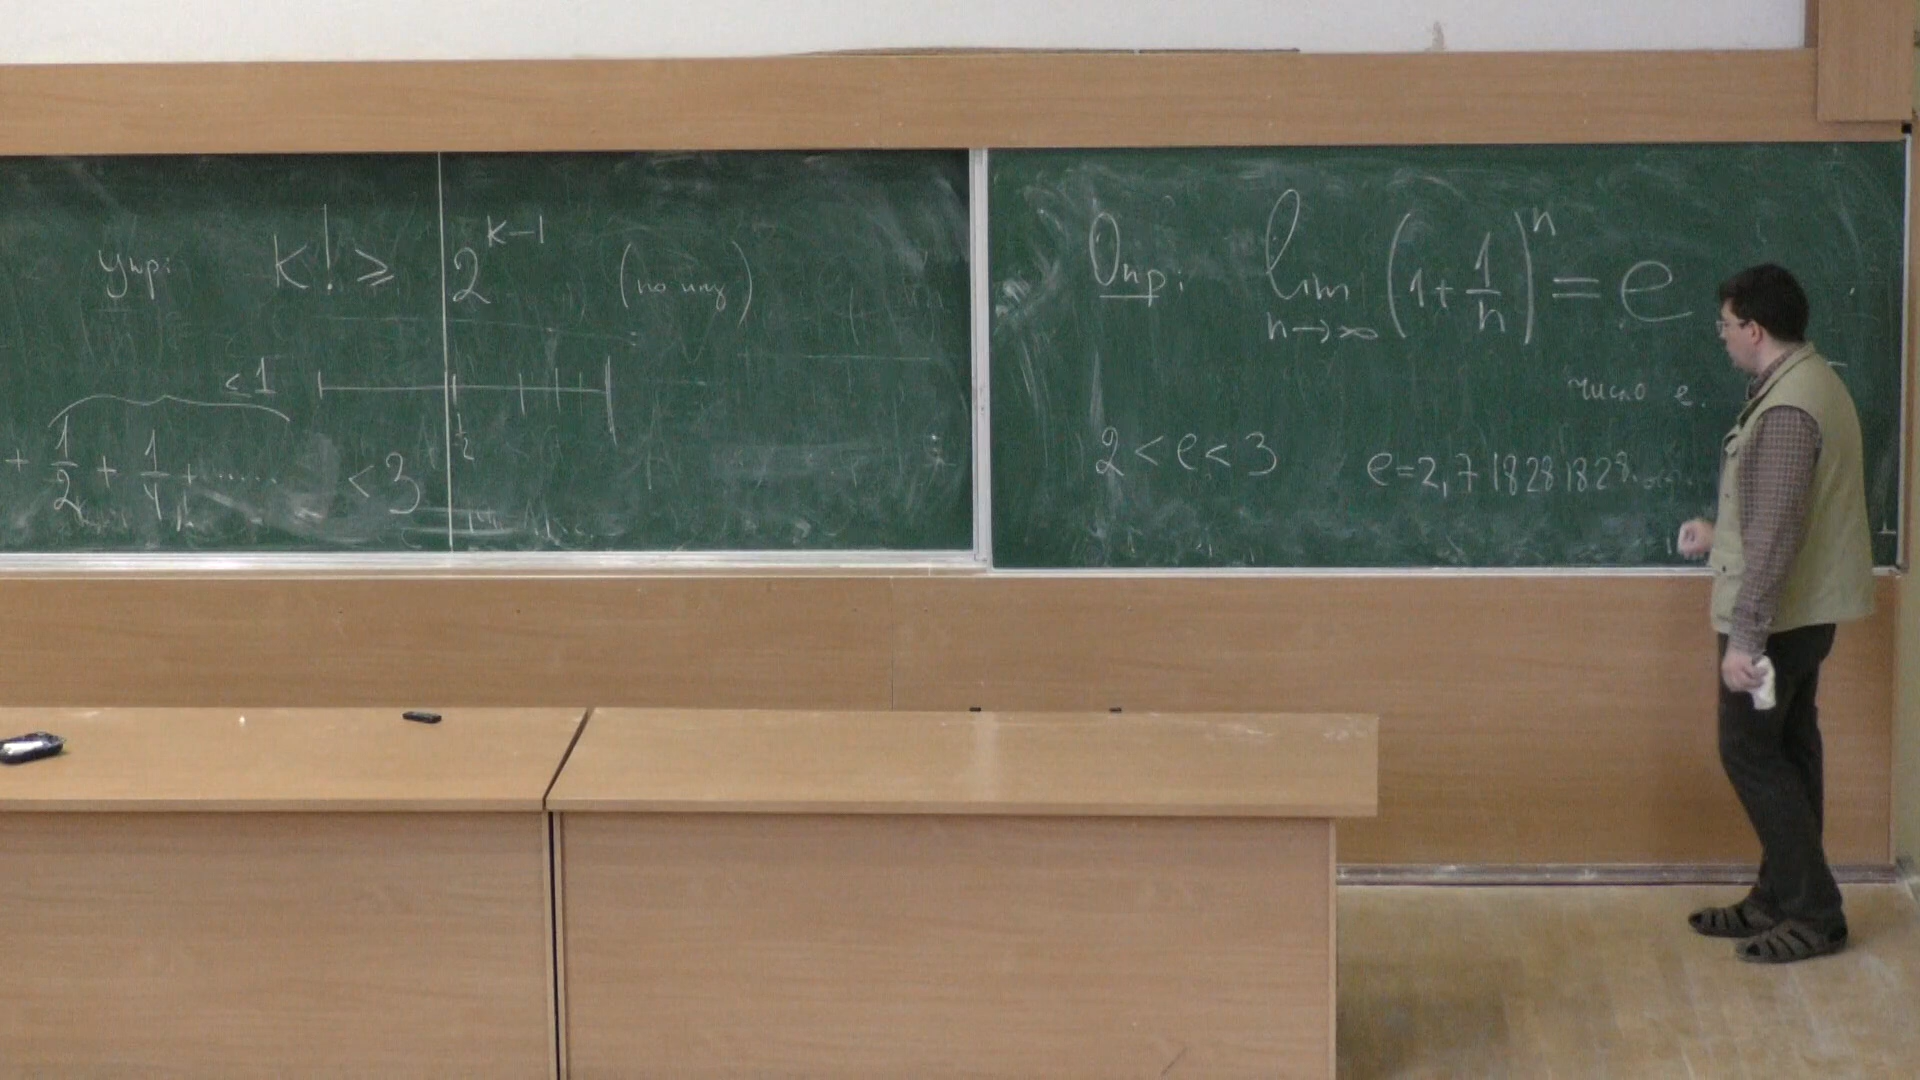 Упр: k! ≥ 2^{k-1} (по инд)
< 1
1/2
+ 1/2 + 1/4 + ...... < 3
Опр: lim_{n→∞} (1 + 1/n)^n = e
число e.
2 < e < 3 e=2,718281828....